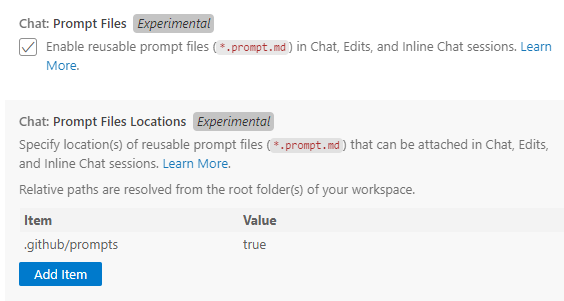 Chat: Prompt Files Experimental
Enable reusable prompt files (*.prompt.md) in Chat, Edits, and Inline Chat sessions. Learn
More.
Chat: Prompt Files Locations Experimental
Specify location(s) of reusable prompt files (*.prompt.md) that can be attached in Chat, Edits,
and Inline Chat sessions. Learn More.
Relative paths are resolved from the root folder(s) of your workspace.
Item Value
.github/prompts true
Add Item